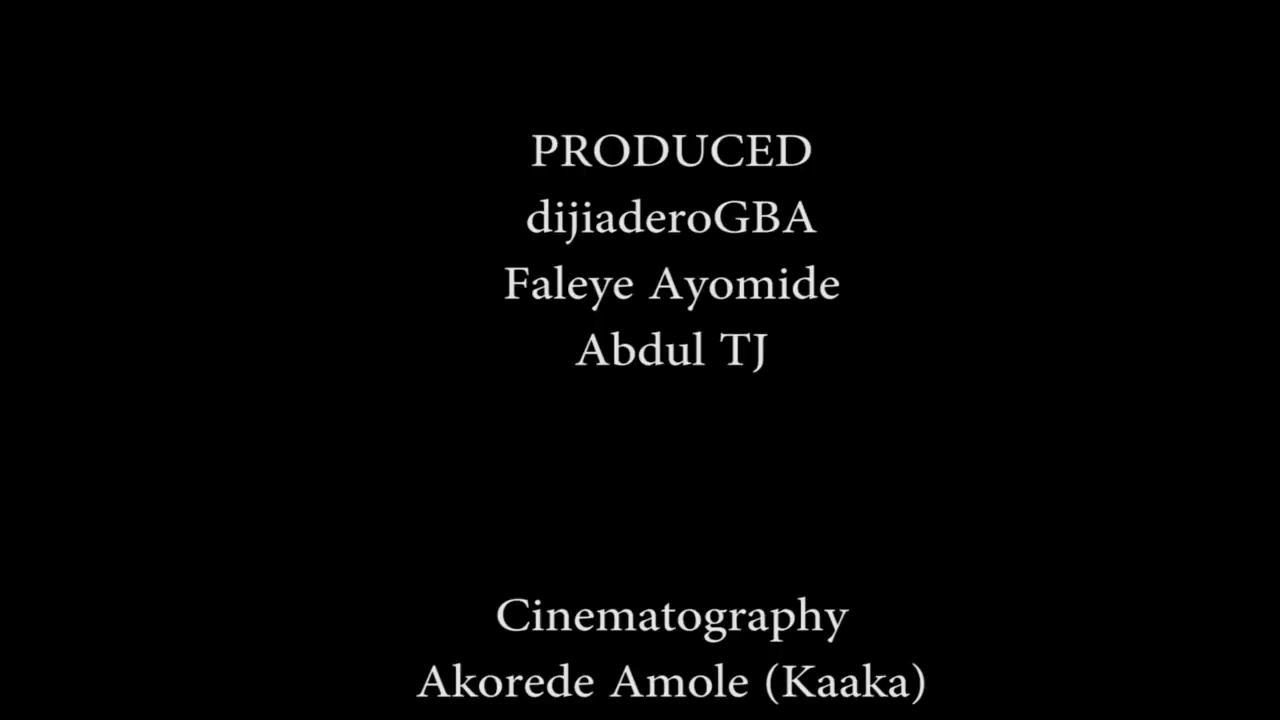 PRODUCED
dijiaderoGBA
Faleye Ayomide
Abdul TJ
Cinematography
Akorede Amole (Kaaka)